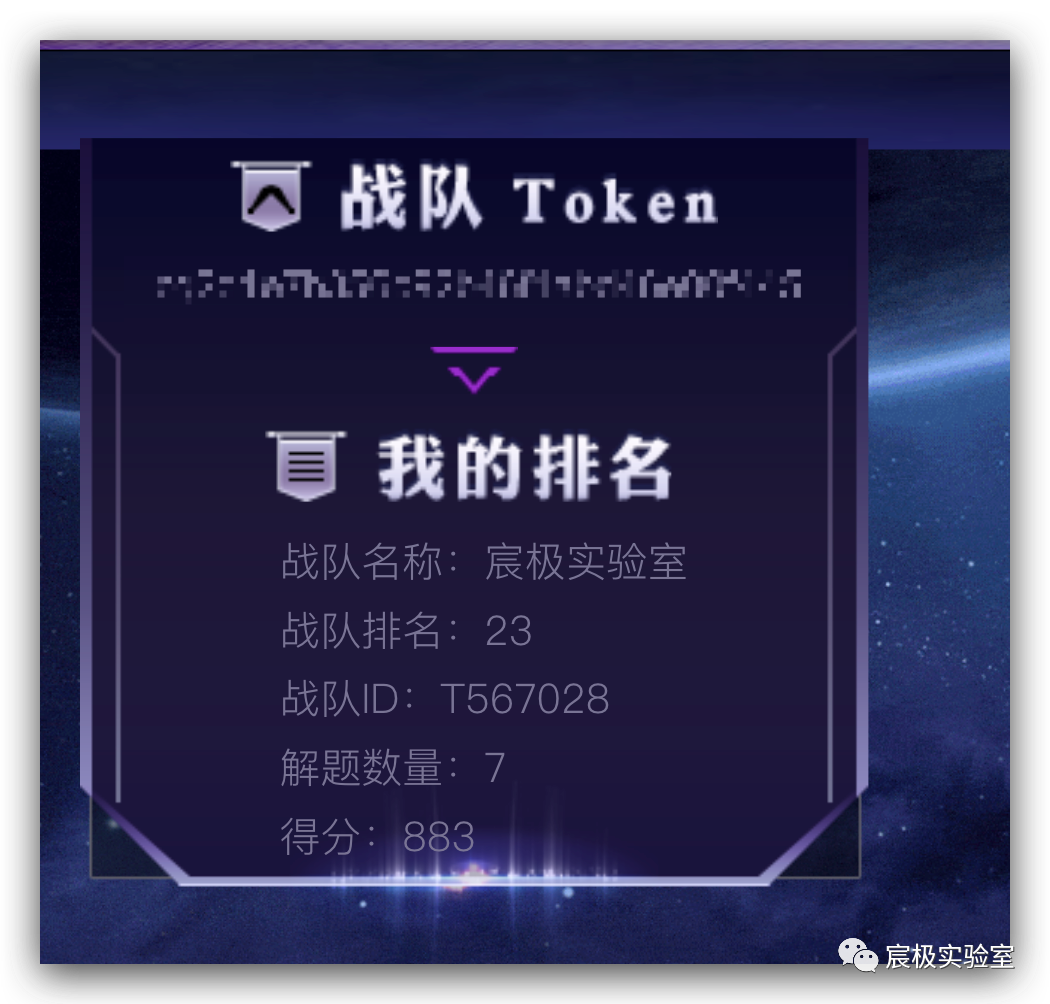 战队 Token
我的排名
战队名称：宸极实验室
战队排名：23
战队ID：T567028
解题数量：7
得分：883
宸极实验室